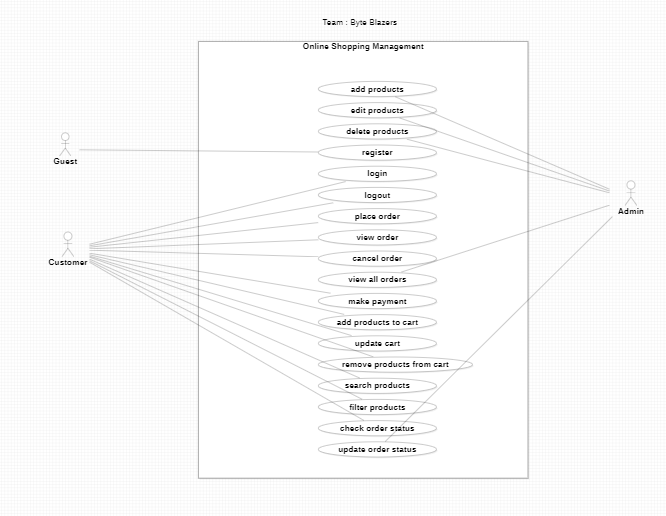 Team : Byte Blazers
Online Shopping Management
add products
edit products
delete products
register
Guest
login
logout
Admin
place order
view order
cancel order
Customer
view all orders
make payment
add products to cart
update cart
remove products from cart
search products
filter products
check order status
update order status